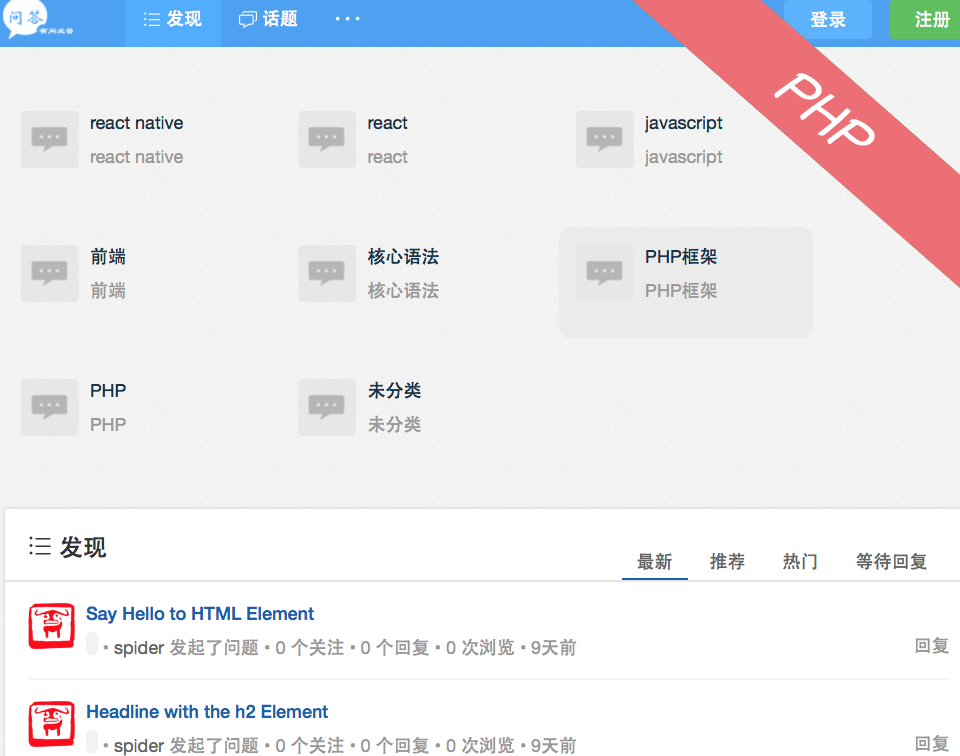 问答
有问必答
发现
话题
...
登录
注册
PHP
react native
react native
react
react
javascript
javascript
前端
前端
核心语法
核心语法
PHP框架
PHP框架
PHP
PHP
未分类
未分类
发现
最新 推荐 热门 等待回复
Say Hello to HTML Element
• spider 发起了问题 • 0 个关注 • 0 个回复 • 0 次浏览 • 9天前
回复
Headline with the h2 Element
• spider 发起了问题 • 0 个关注 • 0 个回复 • 0 次浏览 • 9天前
回复